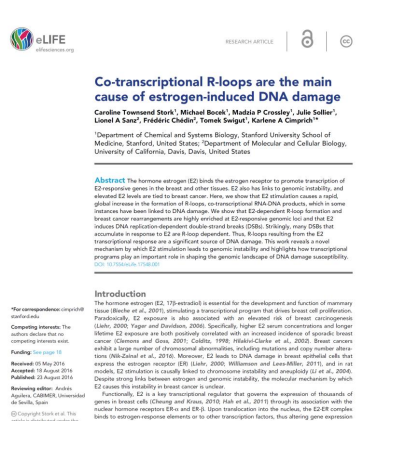 eLIFE
elifesciences.org
RESEARCH ARTICLE
cc
Co-transcriptional R-loops are the main
cause of estrogen-induced DNA damage
Caroline Townsend Stork1, Michael Bocek1, Madzia P Crossley1, Julie Sollier1,
Lionel A Sanz2, Frédéric Chédin2, Tomek Swigut1, Karlene A Cimprich1*
1Department of Chemical and Systems Biology, Stanford University School of
Medicine, Stanford, United States; 2Department of Molecular and Cellular Biology,
University of California, Davis, Davis, United States
Abstract The hormone estrogen (E2) binds the estrogen receptor to promote transcription of
E2-responsive genes in the breast and other tissues. E2 also has links to genomic instability, and
elevated E2 levels are tied to breast cancer. Here, we show that E2 stimulation causes a rapid,
global increase in the formation of R-loops, co-transcriptional RNA-DNA products, which in some
instances have been linked to DNA damage. We show that E2-dependent R-loop formation and
breast cancer rearrangements are highly enriched at E2-responsive genomic loci and that E2
induces DNA replication-dependent double-strand breaks (DSBs). Strikingly, many DSBs that
accumulate in response to E2 are R-loop dependent. Thus, R-loops resulting from the E2
transcriptional response are a significant source of DNA damage. This work reveals a novel
mechanism by which E2 stimulation leads to genomic instability and highlights how transcriptional
programs play an important role in shaping the genomic landscape of DNA damage susceptibility.
DOI: 10.7554/eLife.17548.001
*For correspondence: cimprich@
stanford.edu
Competing interests: The
authors declare that no
competing interests exist.
Funding: See page 18
Received: 05 May 2016
Accepted: 18 August 2016
Published: 23 August 2016
Reviewing editor: Andrés
Aguilera, CABIMER, Universidad
de Sevilla, Spain
Copyright Stork et al. This
Introduction
The hormone estrogen (E2, 17β-estradiol) is essential for the development and function of mammary
tissue (Bieche et al., 2001), stimulating a transcriptional program that drives breast cell proliferation.
Paradoxically, E2 exposure is also associated with an elevated risk of breast carcinogenesis
(Liehr, 2000; Yager and Davidson, 2006). Specifically, higher E2 serum concentrations and longer
lifetime E2 exposure are both positively correlated with an increased incidence of sporadic breast
cancer (Clemons and Goss, 2001; Colditz, 1998; Hilakivi-Clarke et al., 2002). Breast cancers
exhibit a large number of chromosomal abnormalities, including mutations and copy number altera-
tions (Nik-Zainal et al., 2016). Moreover, E2 leads to DNA damage in breast epithelial cells that
express the estrogen receptor (ER) (Liehr, 2000; Williamson and Lees-Miller, 2011), and in rat
models, E2 stimulation is causally linked to chromosome instability and aneuploidy (Li et al., 2004).
Despite strong links between estrogen and genomic instability, the molecular mechanism by which
E2 causes this instability in breast cancer is unclear.
Functionally, E2 is a key transcriptional regulator that governs the expression of thousands of
genes in breast cells (Cheung and Kraus, 2010; Hah et al., 2011) through its association with the
nuclear hormone receptors ER-α and ER-β. Upon translocation into the nucleus, the E2-ER complex
binds to estrogen-response elements or to other transcription factors, thus altering gene expression